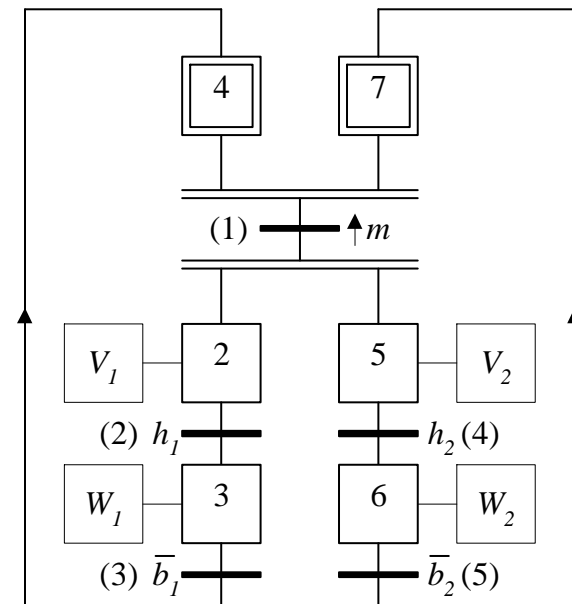 4 7
(1) ↑ m
V₁ 2 5 V₂
(2) h₁ h₂ (4)
W₁ 3 6 W₂
(3) b̅₁ b̅₂ (5)